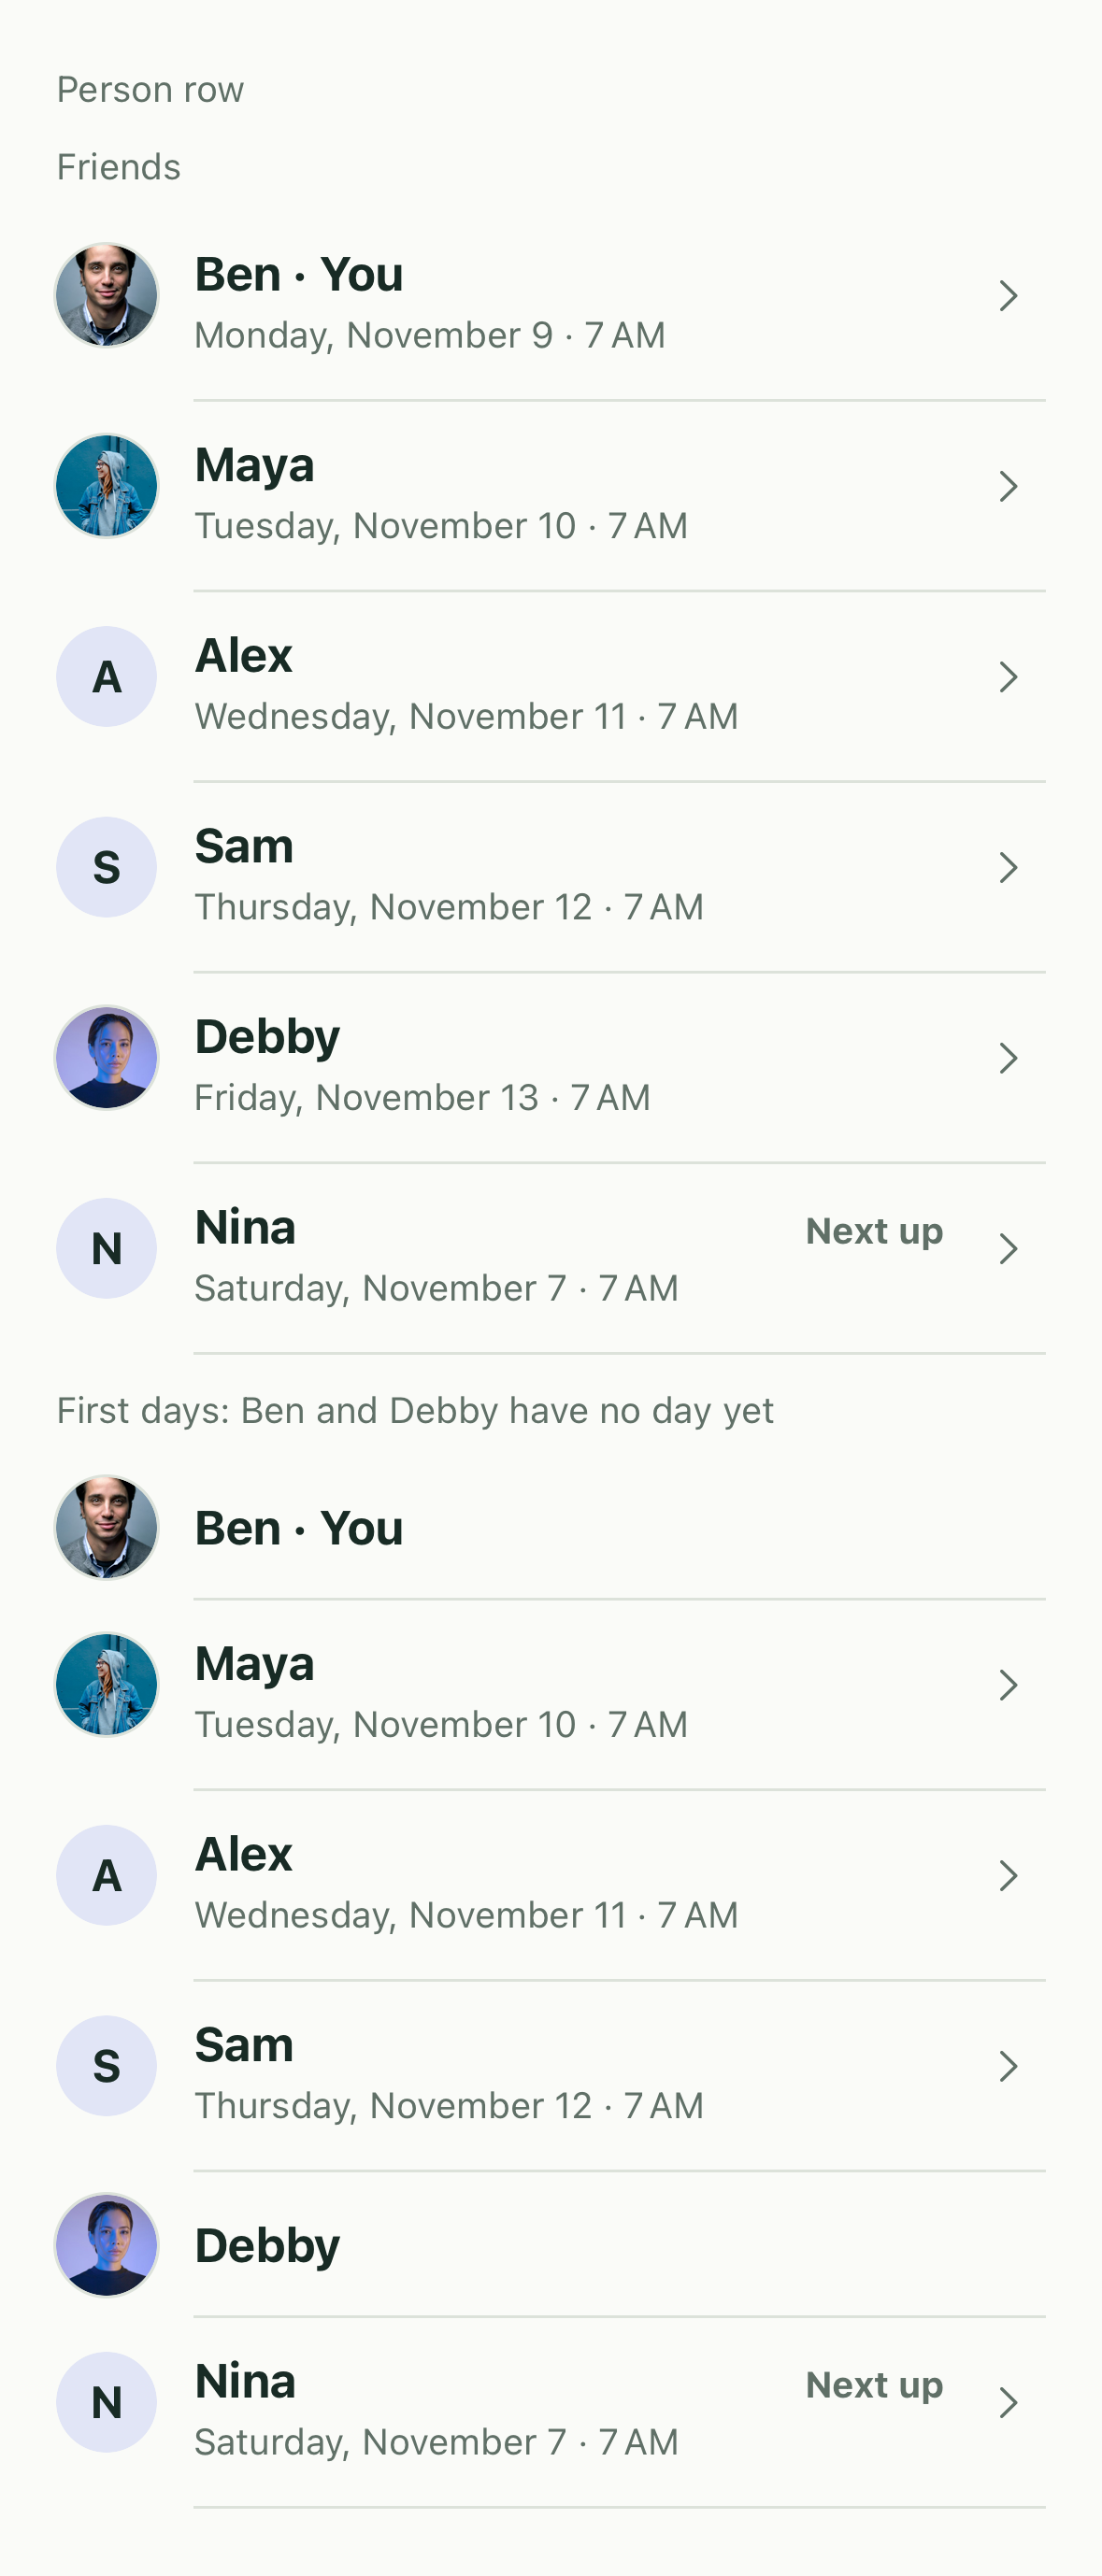 Person row
Friends
Ben · You
Monday, November 9 · 7 AM
Maya
Tuesday, November 10 · 7 AM
A
Alex
Wednesday, November 11 · 7 AM
S
Sam
Thursday, November 12 · 7 AM
Debby
Friday, November 13 · 7 AM
N
Nina
Next up
Saturday, November 7 · 7 AM
First days: Ben and Debby have no day yet
Ben · You
Maya
Tuesday, November 10 · 7 AM
A
Alex
Wednesday, November 11 · 7 AM
S
Sam
Thursday, November 12 · 7 AM
Debby
N
Nina
Next up
Saturday, November 7 · 7 AM